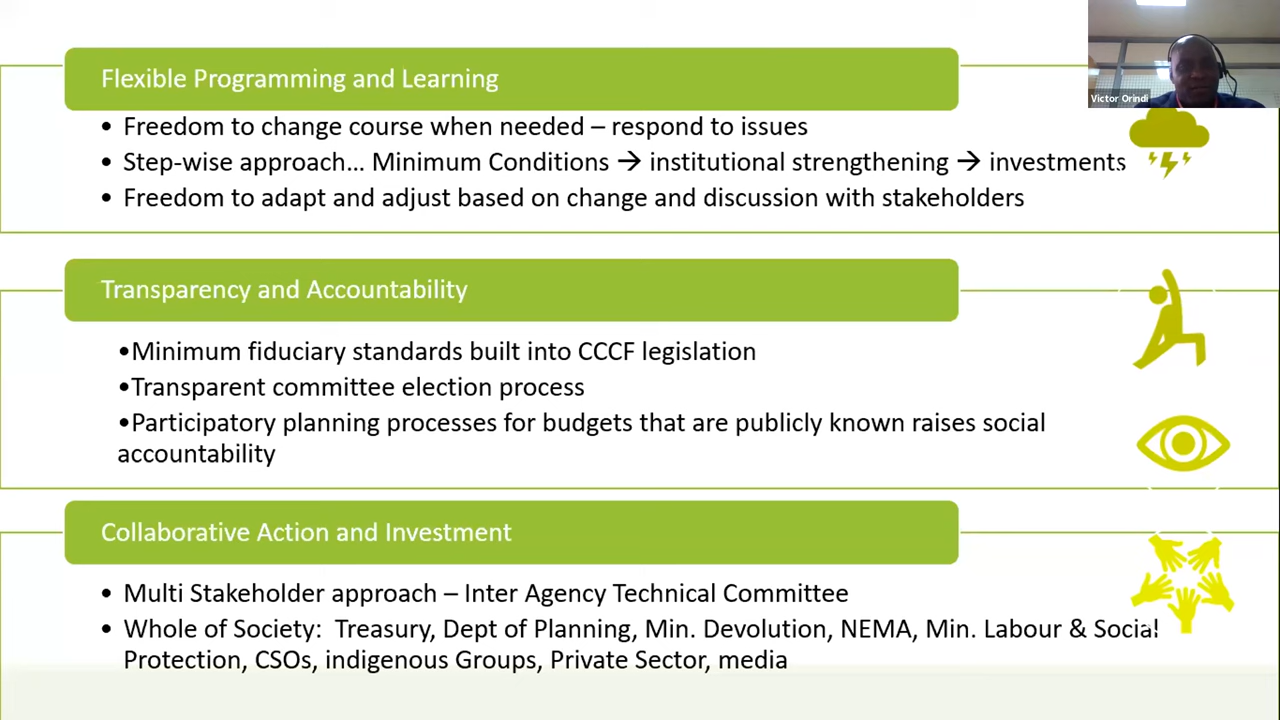 Victor Orindi
Flexible Programming and Learning
• Freedom to change course when needed – respond to issues
• Step-wise approach... Minimum Conditions → institutional strengthening → investments
• Freedom to adapt and adjust based on change and discussion with stakeholders
Transparency and Accountability
•Minimum fiduciary standards built into CCCF legislation
•Transparent committee election process
•Participatory planning processes for budgets that are publicly known raises social
accountability
Collaborative Action and Investment
• Multi Stakeholder approach – Inter Agency Technical Committee
• Whole of Society: Treasury, Dept of Planning, Min. Devolution, NEMA, Min. Labour & Social
Protection, CSOs, indigenous Groups, Private Sector, media